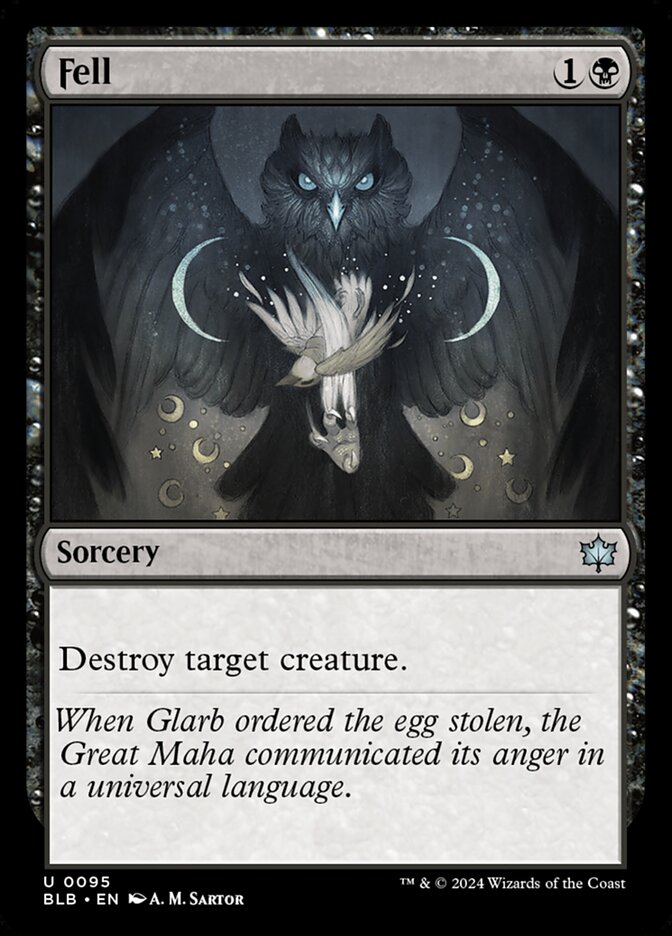 Fell 1
Sorcery
Destroy target creature.
When Glarb ordered the egg stolen, the
Great Maha communicated its anger in
a universal language.
U 0095
BLB • EN A. M. Sartor
™ & © 2024 Wizards of the Coast